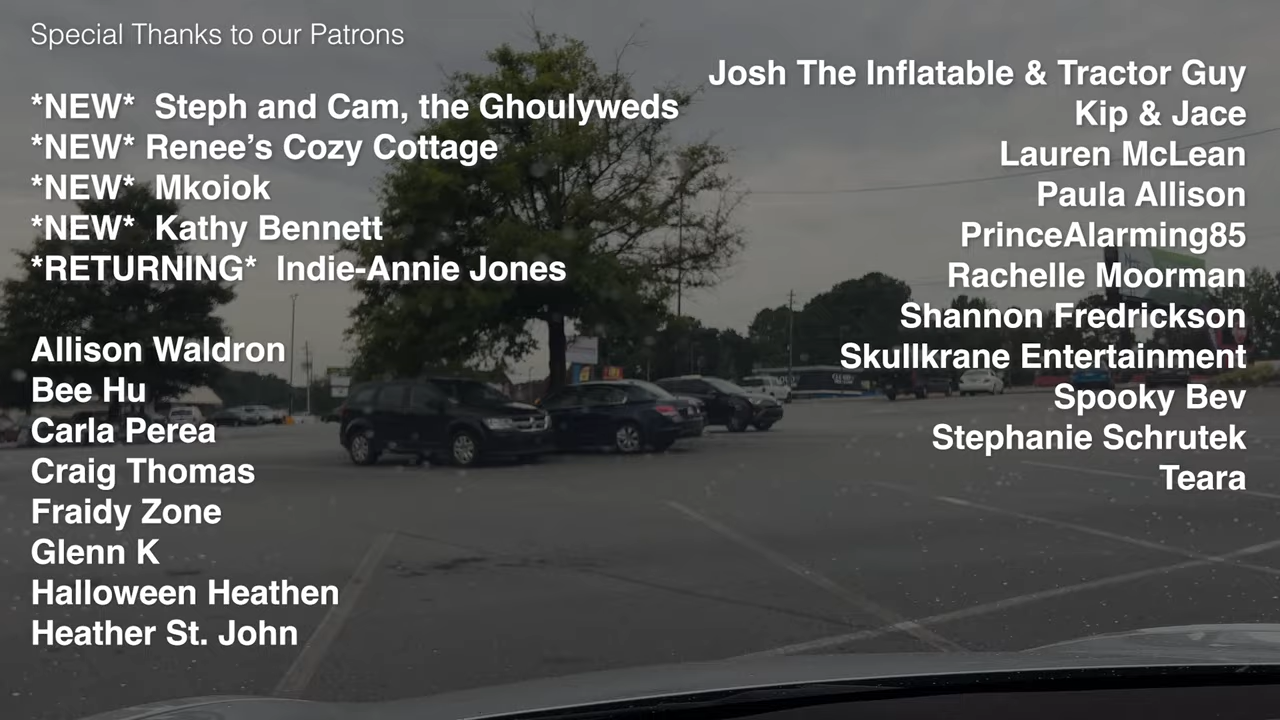 Special Thanks to our Patrons
*NEW* Steph and Cam, the Ghoulyweds
*NEW* Renee’s Cozy Cottage
*NEW* Mkoiok
*NEW* Kathy Bennett
*RETURNING* Indie-Annie Jones
Allison Waldron
Bee Hu
Carla Perea
Craig Thomas
Fraidy Zone
Glenn K
Halloween Heathen
Heather St. John
Josh The Inflatable & Tractor Guy
Kip & Jace
Lauren McLean
Paula Allison
PrinceAlarming85
Rachelle Moorman
Shannon Fredrickson
Skullkrane Entertainment
Spooky Bev
Stephanie Schrutek
Teara